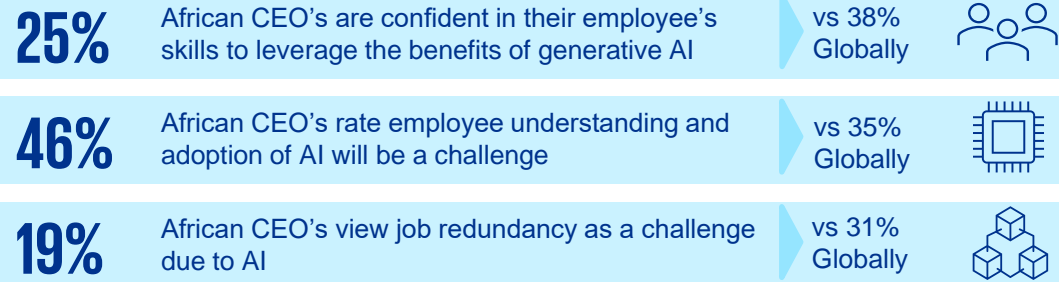 25%
African CEO’s are confident in their employee’s
skills to leverage the benefits of generative AI
vs 38%
Globally
46%
African CEO’s rate employee understanding and
adoption of AI will be a challenge
vs 35%
Globally
19%
African CEO’s view job redundancy as a challenge
due to AI
vs 31%
Globally